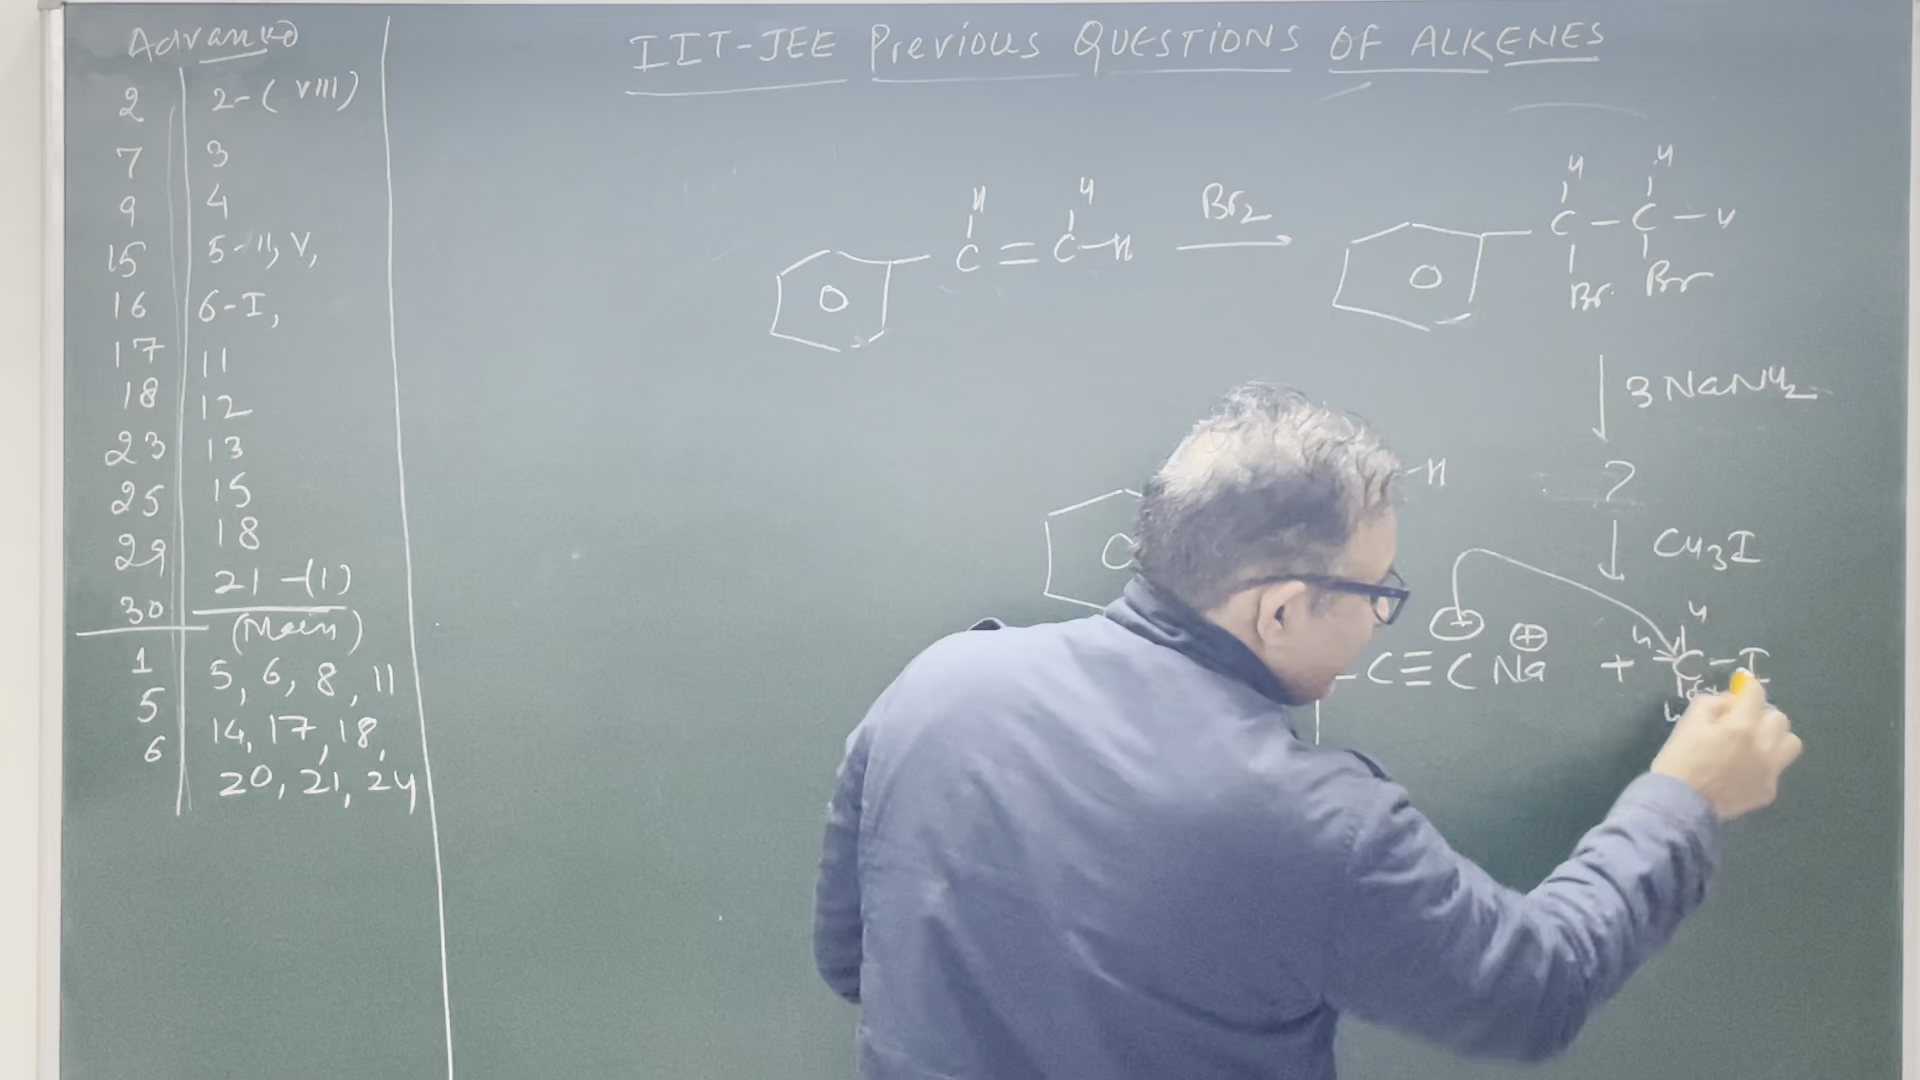 IIT-JEE Previous QUESTIONS OF ALKENES
Advanced
2 2-(VIII)
7 3
9 4
15 5-II, V,
16 6-I,
17 11
18 12
23 13
25 15
29 18
30 21-(I)
(Main)
1 5, 6, 8, 11
5 14, 17, 18,
6 20, 21, 24
H H
C=C-H
Br2
H H
C-C-
Br Br
3NaNH2
-H
?
CH3I
-C≡C Na + C-I